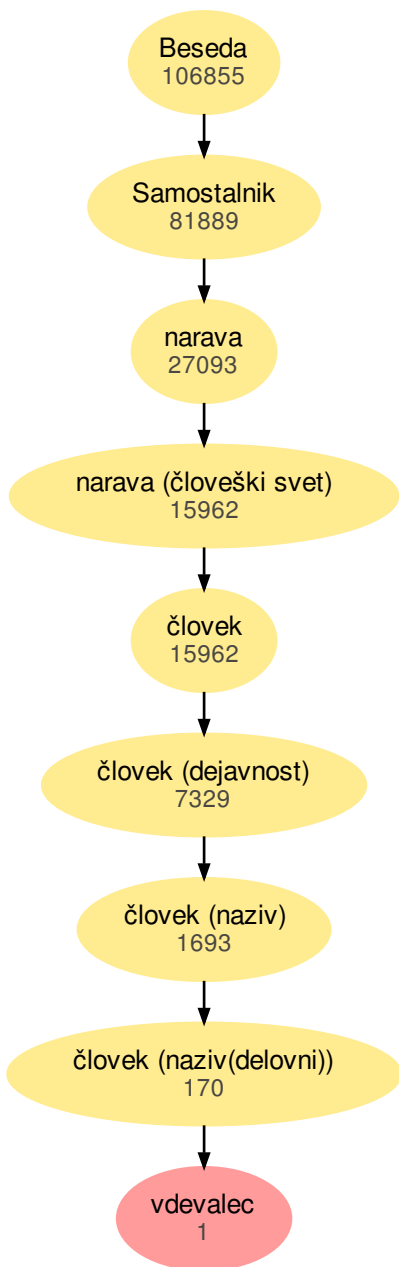 Beseda
106855
Samostalnik
81889
narava
27093
narava (človeški svet)
15962
človek
15962
človek (dejavnost)
7329
človek (naziv)
1693
človek (naziv(delovni))
170
vdevalec
1